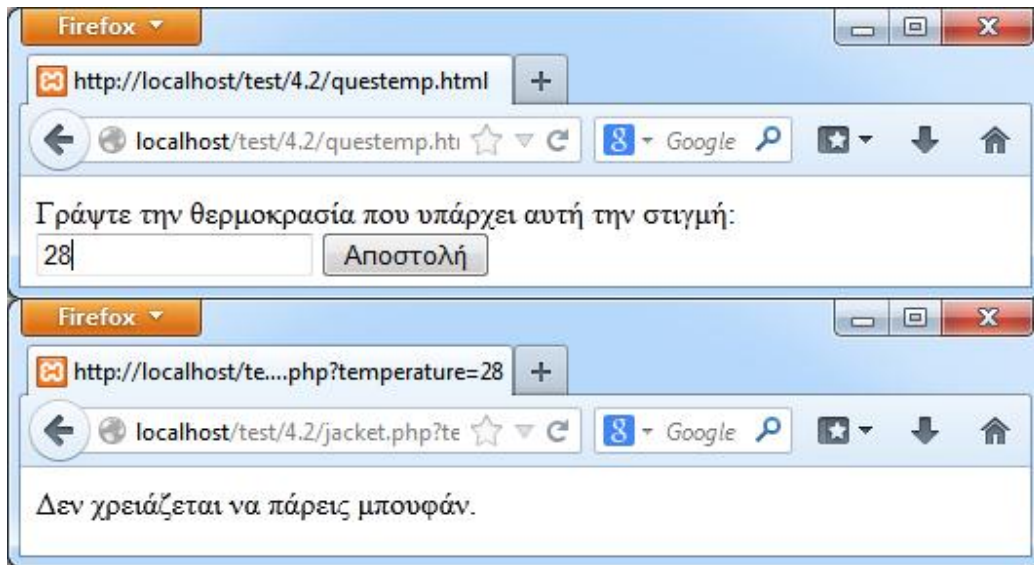 Firefox
http://localhost/test/4.2/questemp.html
localhost/test/4.2/questemp.ht
Google
Γράψτε την θερμοκρασία που υπάρχει αυτή την στιγμή:
28 Αποστολή
Firefox
http://localhost/te....php?temperature=28
localhost/test/4.2/jacket.php?te
Google
Δεν χρειάζεται να πάρεις μπουφάν.